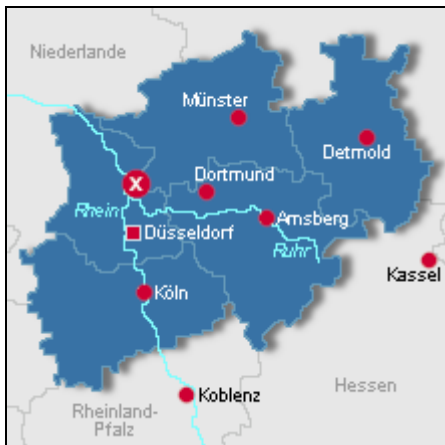 Niederlande
Münster
Detmold
Dortmund
X
Rhein
Arnsberg
Düsseldorf
Ruhr
Kassel
Köln
Hessen
Koblenz
Rheinland-
Pfalz